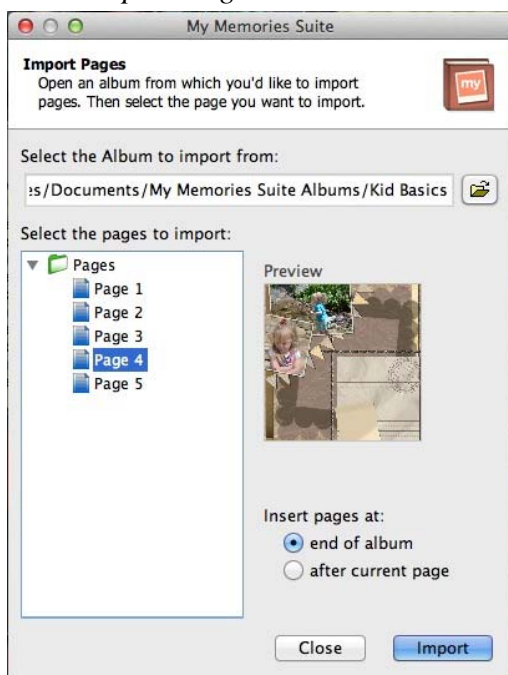 My Memories Suite
Import Pages
Open an album from which you'd like to import
pages. Then select the page you want to import.
my
Select the Album to import from:
es/Documents/My Memories Suite Albums/Kid Basics
Select the pages to import:
Pages
Page 1
Page 2
Page 3
Page 4
Page 5
Preview
Insert pages at:
end of album
after current page
Close
Import